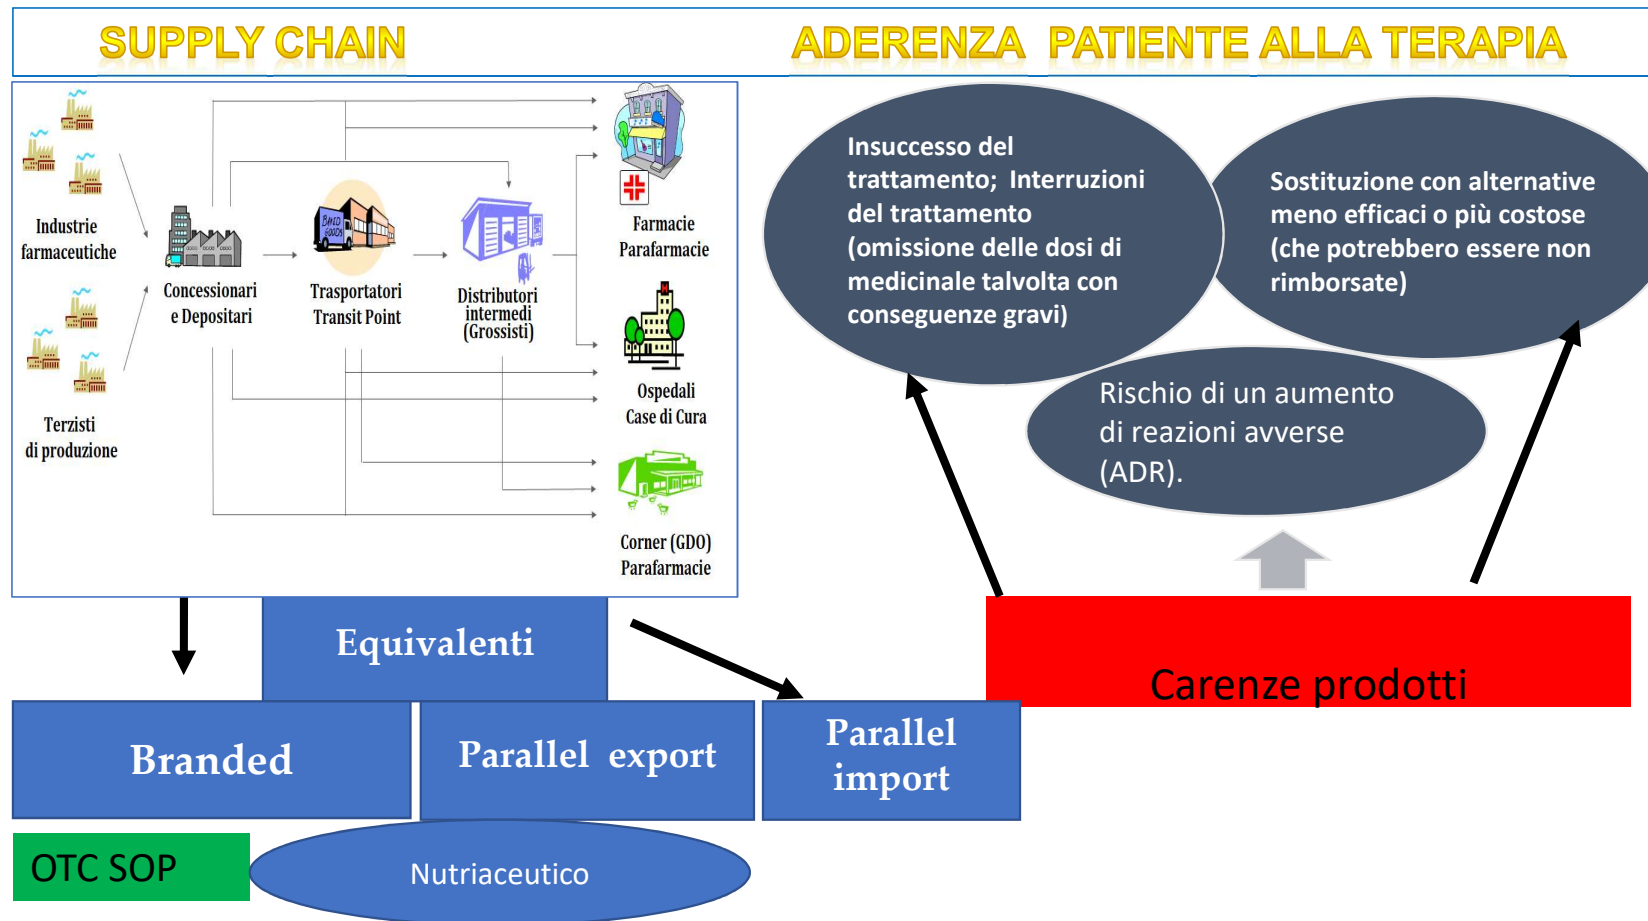 SUPPLY CHAIN
ADERENZA PATIENTE ALLA TERAPIA
Industrie
farmaceutiche
Terzisti
di produzione
Concessionari
e Depositari
BAKED
GOODS
Trasportatori
Transit Point
Distributori
intermedi
(Grossisti)
Farmacie
Parafarmacie
H
Ospedali
Case di Cura
Corner (GDO)
Parafarmacie
Insuccesso del
trattamento; Interruzioni
del trattamento
(omissione delle dosi di
medicinale talvolta con
conseguenze gravi)
Sostituzione con alternative
meno efficaci o più costose
(che potrebbero essere non
rimborsate)
Rischio di un aumento
di reazioni avverse
(ADR).
Carenze prodotti
Equivalenti
Branded
Parallel export
Parallel
import
OTC SOP
Nutriaceutico